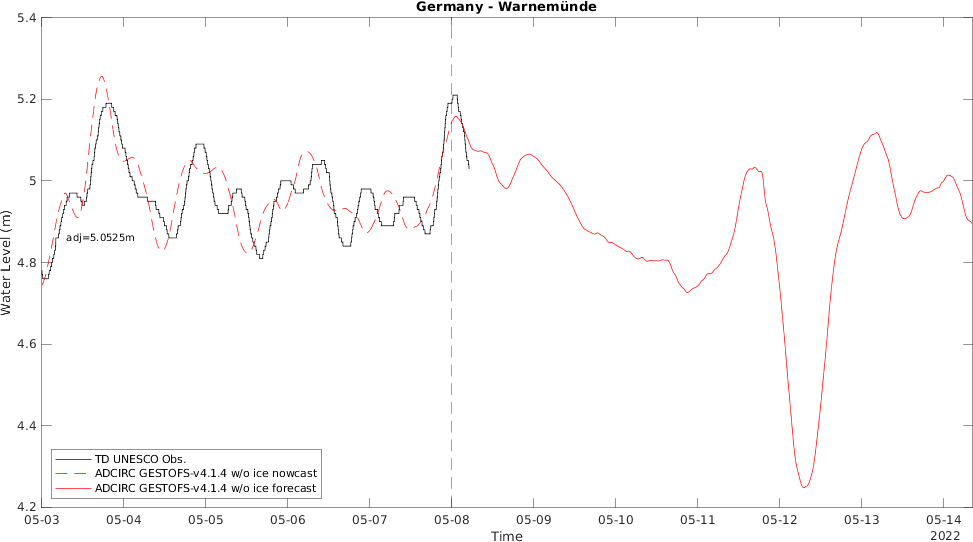 Germany - Warnemünde
Water Level (m)
5.4
5.2
5
4.8
4.6
4.4
4.2
adj=5.0525m
TD UNESCO Obs.
ADCIRC GESTOFS-v4.1.4 w/o ice nowcast
ADCIRC GESTOFS-v4.1.4 w/o ice forecast
05-03 05-04 05-05 05-06 05-07 05-08 05-09 05-10 05-11 05-12 05-13 05-14
Time
2022